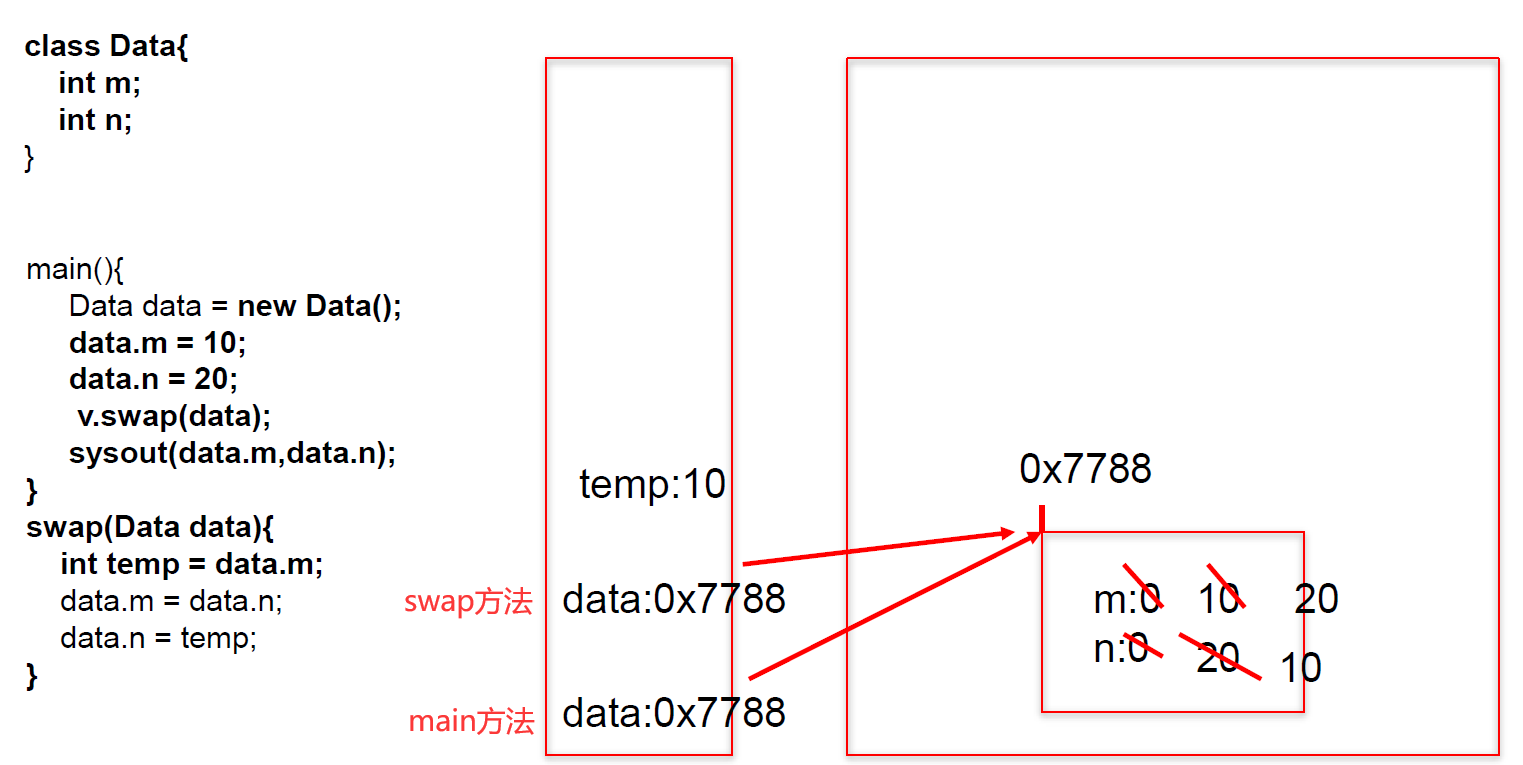 class Data{
int m;
int n;
}
main(){
Data data = new Data();
data.m = 10;
data.n = 20;
v.swap(data);
sysout(data.m,data.n);
}
swap(Data data){
int temp = data.m;
data.m = data.n;
data.n = temp;
}
temp:10
swap方法 data:0x7788
main方法 data:0x7788
0x7788
m:0 10 20
n:0 20 10